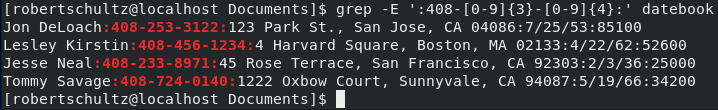 [robertschultz@localhost Documents]$ grep -E ':408-[0-9]{3}-[0-9]{4}:' datebook
Jon DeLoach:408-253-3122:123 Park St., San Jose, CA 04086:7/25/53:85100
Lesley Kirstin:408-456-1234:4 Harvard Square, Boston, MA 02133:4/22/62:52600
Jesse Neal:408-233-8971:45 Rose Terrace, San Francisco, CA 92303:2/3/36:25000
Tommy Savage:408-724-0140:1222 Oxbow Court, Sunnyvale, CA 94087:5/19/66:34200
[robertschultz@localhost Documents]$